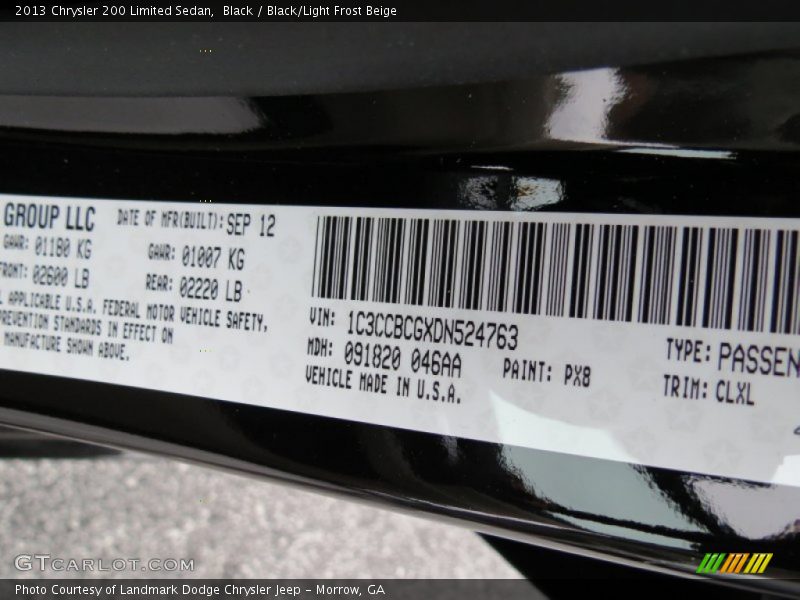 2013 Chrysler 200 Limited Sedan, Black / Black/Light Frost Beige
GROUP LLC DATE OF MFR(BUILT): SEP 12
GAWR: 01180 KG GAWR: 01007 KG
FRONT: 02600 LB REAR: 02220 LB
APPLICABLE U.S.A. FEDERAL MOTOR VEHICLE SAFETY,
PREVENTION STANDARDS IN EFFECT ON
MANUFACTURE SHOWN ABOVE.
VIN: 1C3CCBCGXDN524763 TYPE: PASSEN
MDH: 091820 046AA PAINT: PX8 TRIM: CLXL
VEHICLE MADE IN U.S.A.
GTCARLOT.COM
Photo Courtesy of Landmark Dodge Chrysler Jeep - Morrow, GA